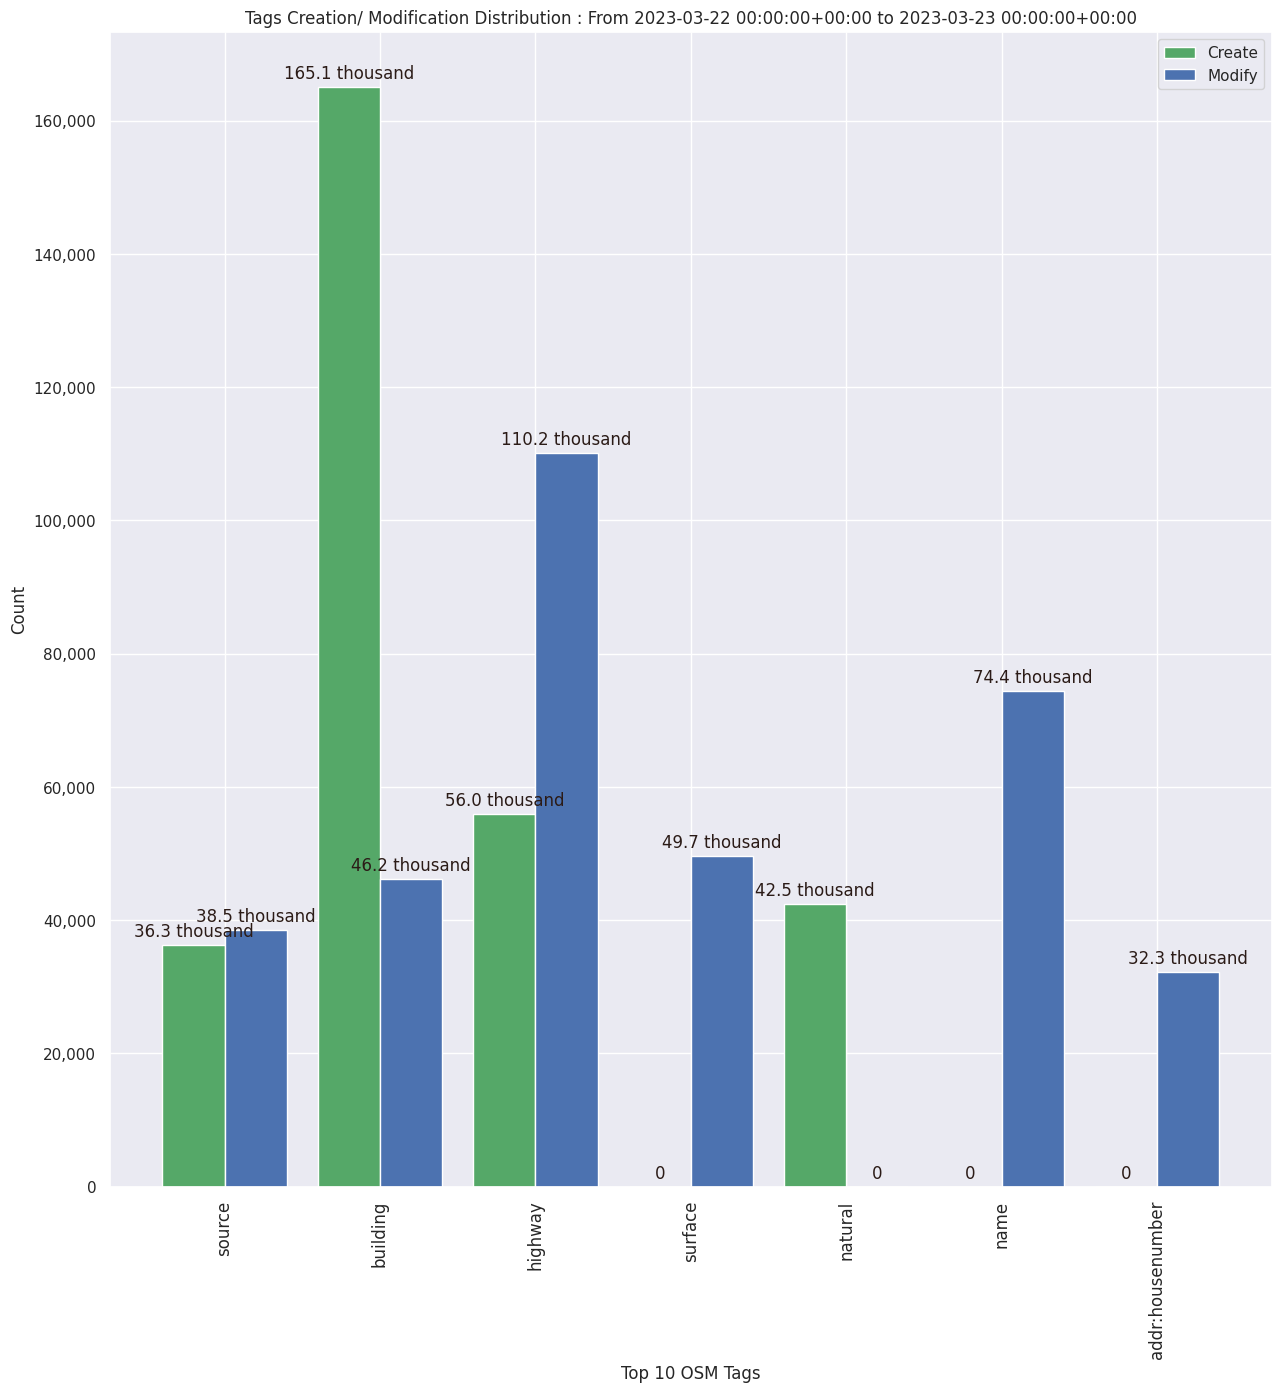 Tags Creation/ Modification Distribution : From 2023-03-22 00:00:00+00:00 to 2023-03-23 00:00:00+00:00
Create
Modify
165.1 thousand
160,000
140,000
120,000
110.2 thousand
100,000
Count
80,000
74.4 thousand
60,000
56.0 thousand
49.7 thousand
46.2 thousand
42.5 thousand
40,000
38.5 thousand
36.3 thousand
32.3 thousand
20,000
0
0
0
0
0
source
building
highway
surface
natural
name
addr:housenumber
Top 10 OSM Tags